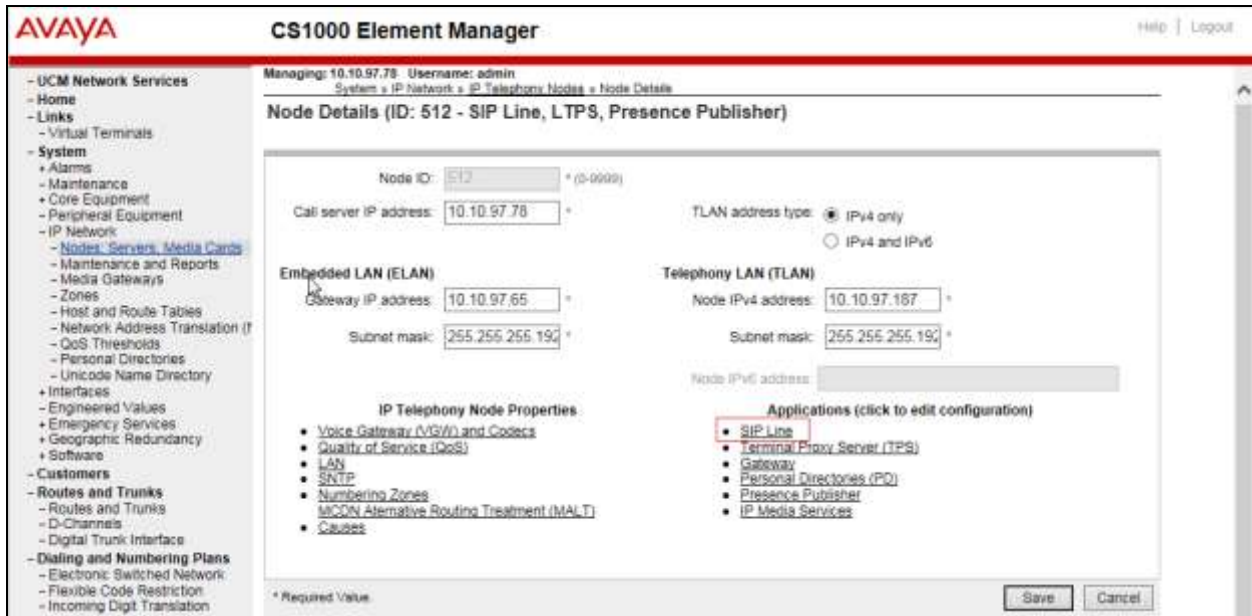 AVAYA
CS1000 Element Manager
Help | Logout
- UCM Network Services
- Home
- Links
- Virtual Terminals
- System
+ Alarms
- Maintenance
+ Core Equipment
- Peripheral Equipment
- IP Network
- Nodes: Servers, Media Cards
- Maintenance and Reports
- Media Gateways
- Zones
- Host and Route Tables
- Network Address Translation (
- QoS Thresholds
- Personal Directories
- Unicode Name Directory
+ Interfaces
- Engineered Values
+ Emergency Services
+ Geographic Redundancy
+ Software
- Customers
- Routes and Trunks
- Routes and Trunks
- D-Channels
- Digital Trunk Interface
- Dialing and Numbering Plans
- Electronic Switched Network
- Flexible Code Restriction
- Incoming Digit Translation
Managing: 10.10.97.78 Username: admin
System » IP Network » IP Telephony Nodes » Node Details
Node Details (ID: 512 - SIP Line, LTPS, Presence Publisher)
Node ID: 512 * (0-9999)
Call server IP address: 10.10.97.78 *
TLAN address type: IPv4 only
IPv4 and IPv6
Embedded LAN (ELAN)
Gateway IP address: 10.10.97.65 *
Subnet mask: 255.255.255.192 *
Telephony LAN (TLAN)
Node IPv4 address: 10.10.97.187 *
Subnet mask: 255.255.255.192 *
Node IPv6 address:
IP Telephony Node Properties
• Voice Gateway (VGW) and Codecs
• Quality of Service (QoS)
• LAN
• SNTP
• Numbering Zones
MCDN Alternative Routing Treatment (MALT)
• Causes
Applications (click to edit configuration)
• SIP Line
• Terminal Proxy Server (TPS)
• Gateway
• Personal Directories (PD)
• Presence Publisher
• IP Media Services
* Required Value.
Save
Cancel